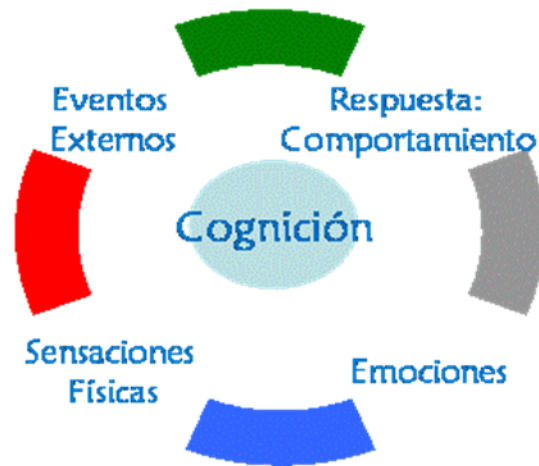 Eventos
Externos
Respuesta:
Comportamiento
Cognición
Sensaciones
Físicas
Emociones